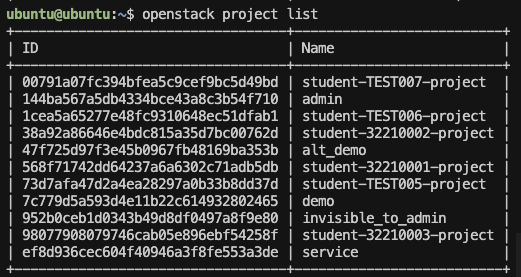 ubuntu@ubuntu:~$ openstack project list
+----------------------------------+-------------------------+
| ID                               | Name                    |
+----------------------------------+-------------------------+
| 00791a07fc394bfea5c9cef9bc5d49bd | student-TEST007-project |
| 144ba567a5db4334bce43a8c3b54f710 | admin                   |
| 1cea5a65277e48fc9310648ec51dfab1 | student-TEST006-project |
| 38a92a86646e4bdc815a35d7bc00762d | student-32210002-project |
| 47f725d97f3e45b0967fb48169ba353b | alt_demo                |
| 568f71742dd64237a6a6302c71adb5db | student-32210001-project |
| 73d7afa47d2a4ea28297a0b33b8dd37d | student-TEST005-project |
| 7c779d5a593d4e11b22c614932802465 | demo                    |
| 952b0ceb1d0343b49d8df0497a8f9e80 | invisible_to_admin      |
| 98077908079746cab05e896ebf54258f | student-32210003-project |
| ef8d936cec604f40946a3f8fe553a3de | service                 |
+----------------------------------+-------------------------+